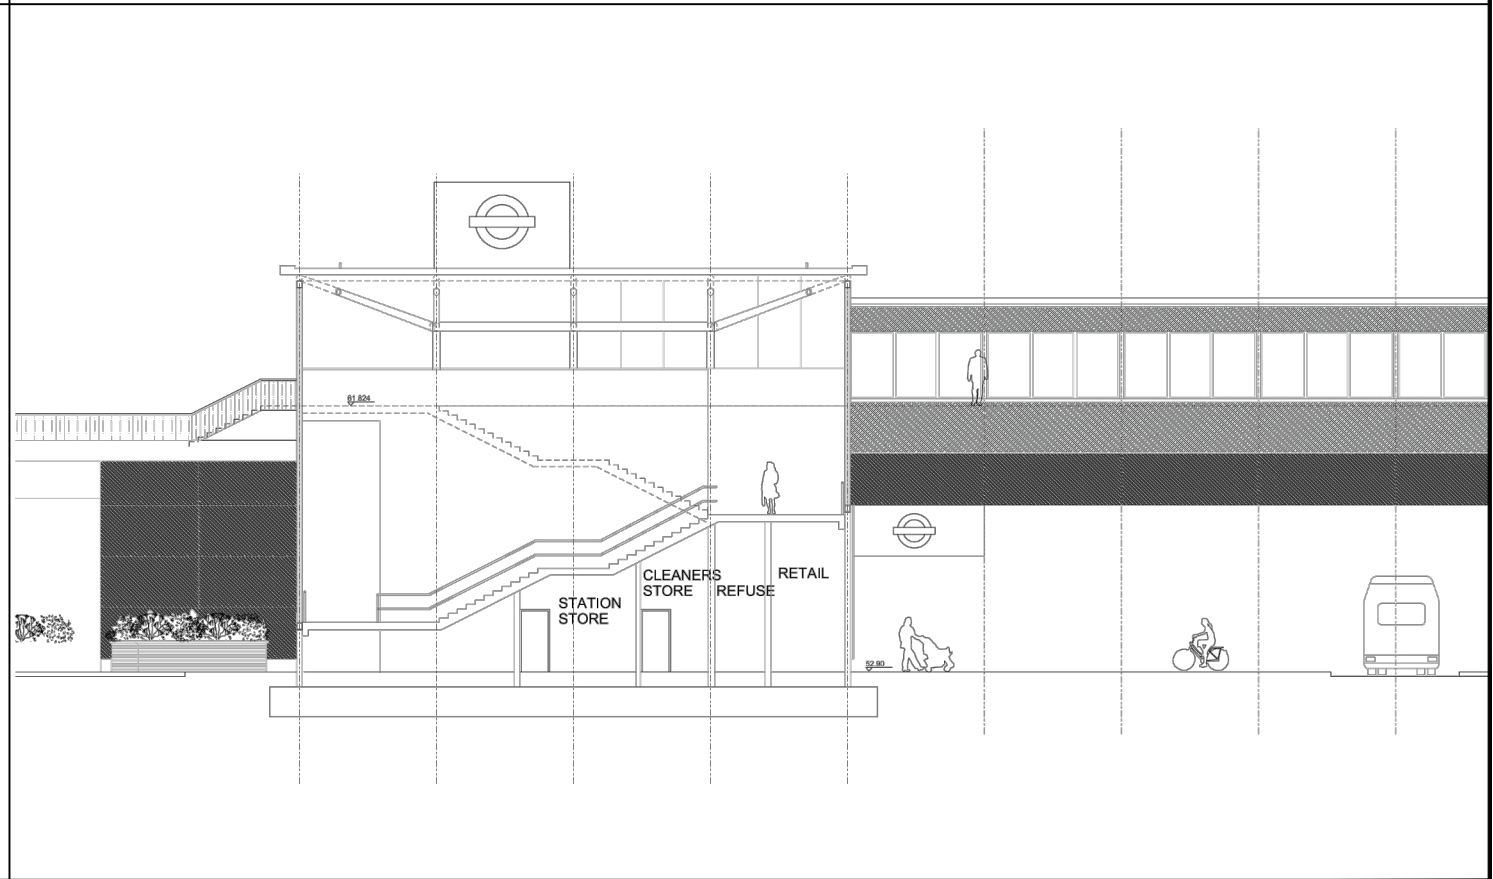 61.824
CLEANERS
STORE
REFUSE
RETAIL
STATION
STORE
52.90